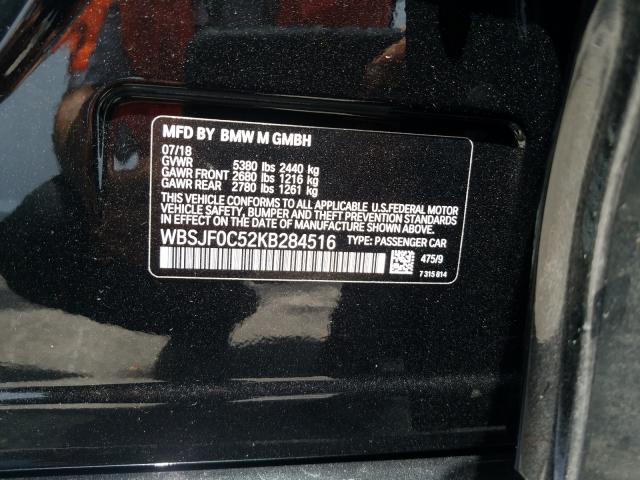 MFD BY BMW M GMBH
07/18
GVWR 5380 lbs 2440 kg
GAWR FRONT 2680 lbs 1216 kg
GAWR REAR 2780 lbs 1261 kg
THIS VEHICLE CONFORMS TO ALL APPLICABLE U.S.FEDERAL MOTOR
VEHICLE SAFETY, BUMPER AND THEFT PREVENTION STANDARDS
IN EFFECT ON THE DATE OF MANUFACTURE SHOWN ABOVE.
WBSJF0C52KB284516 TYPE: PASSENGER CAR
475/9
7 315 814